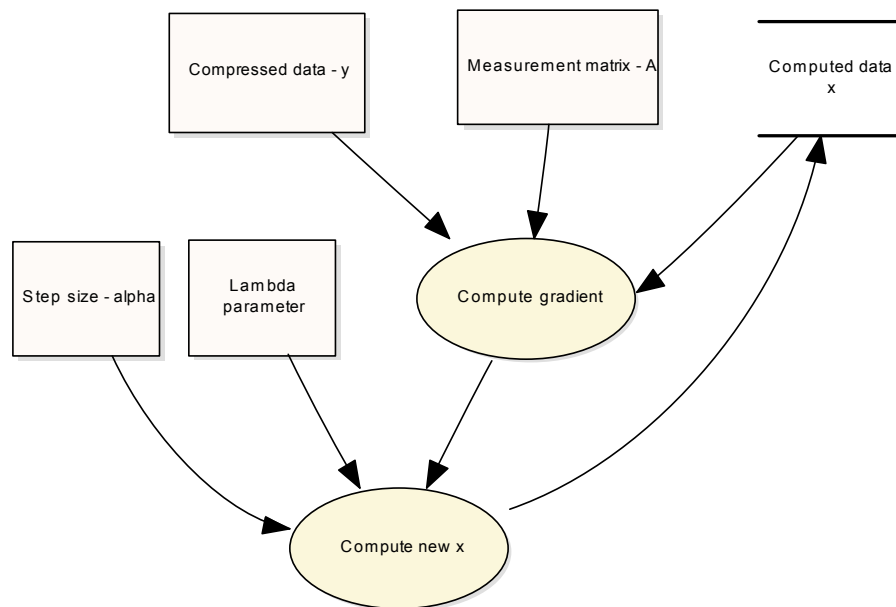 Compressed data - y
Measurement matrix - A
Computed data
x
Step size - alpha
Lambda
parameter
Compute gradient
Compute new x